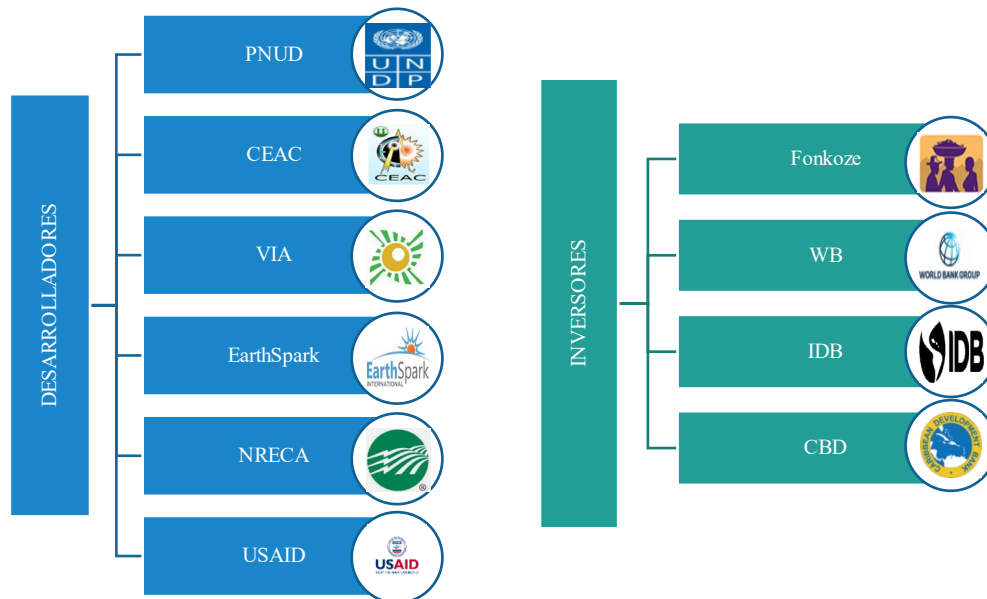 DESARROLLADORES
PNUD
U N
D P
CEAC
CEAC
VIA
EarthSpark
EarthSpark
INTERNATIONAL
NRECA
®
USAID
USAID
INVERSORES
Fonkoze
WB
WORLD BANK GROUP
IDB
IDB
CBD
CARIBBEAN DEVELOPMENT BANK